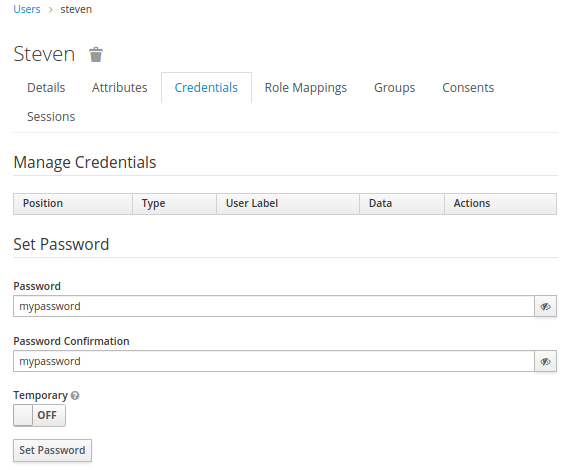 Users > steven
Steven
Details Attributes Credentials Role Mappings Groups Consents
Sessions
Manage Credentials
Position Type User Label Data Actions
Set Password
Password
mypassword
Password Confirmation
mypassword
Temporary
OFF
Set Password